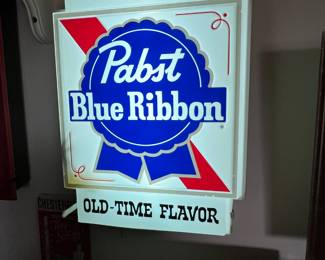 Pabst
Blue Ribbon
®
OLD-TIME FLAVOR